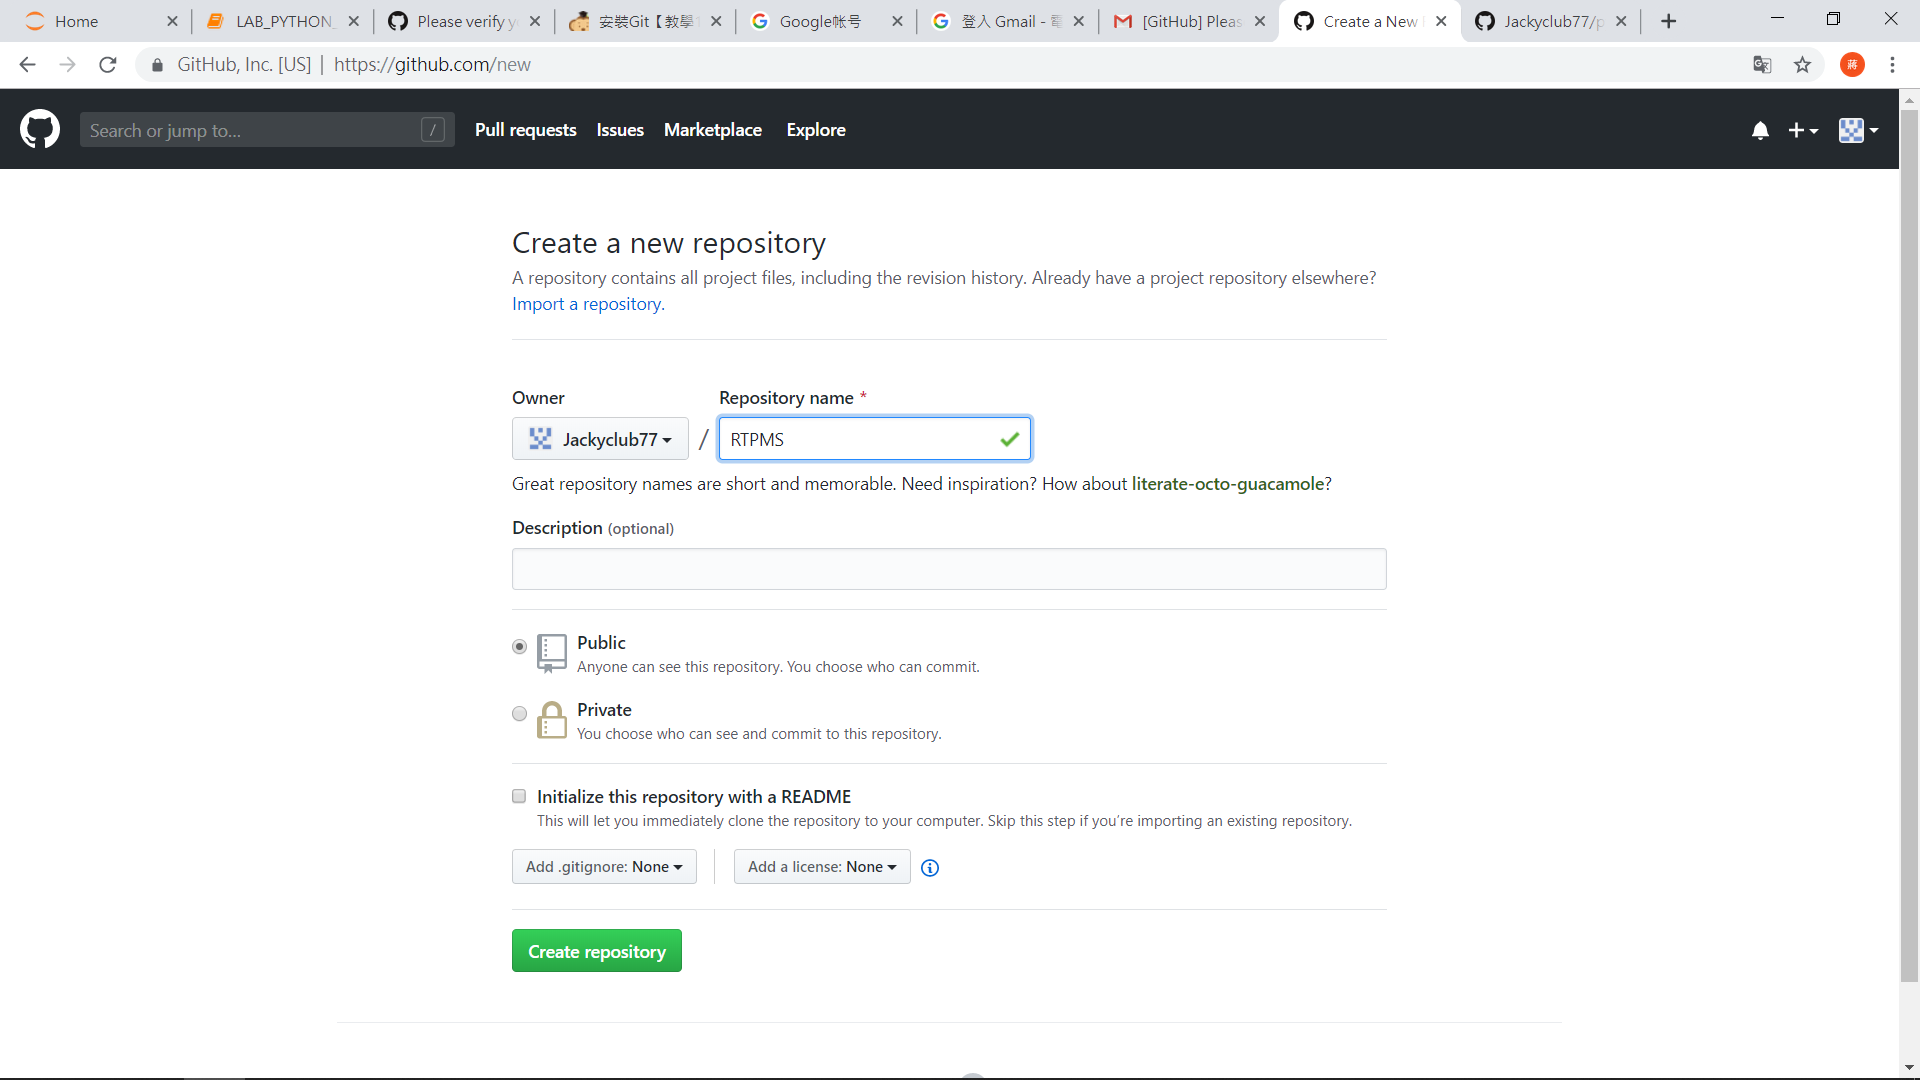 Home
LAB_PYTHON_
Please verify y
安裝Git【教學
Google帐号
登入 Gmail - 電
[GitHub] Pleas
Create a New
Jackyclub77/p
GitHub, Inc. [US] | https://github.com/new
蔣
Search or jump to...
/
Pull requests Issues Marketplace Explore
Create a new repository
A repository contains all project files, including the revision history. Already have a project repository elsewhere?
Import a repository.
Owner
Repository name *
Jackyclub77 / RTPMS
Great repository names are short and memorable. Need inspiration? How about literate-octo-guacamole?
Description (optional)
Public
Anyone can see this repository. You choose who can commit.
Private
You choose who can see and commit to this repository.
Initialize this repository with a README
This will let you immediately clone the repository to your computer. Skip this step if you're importing an existing repository.
Add .gitignore: None
Add a license: None
Create repository